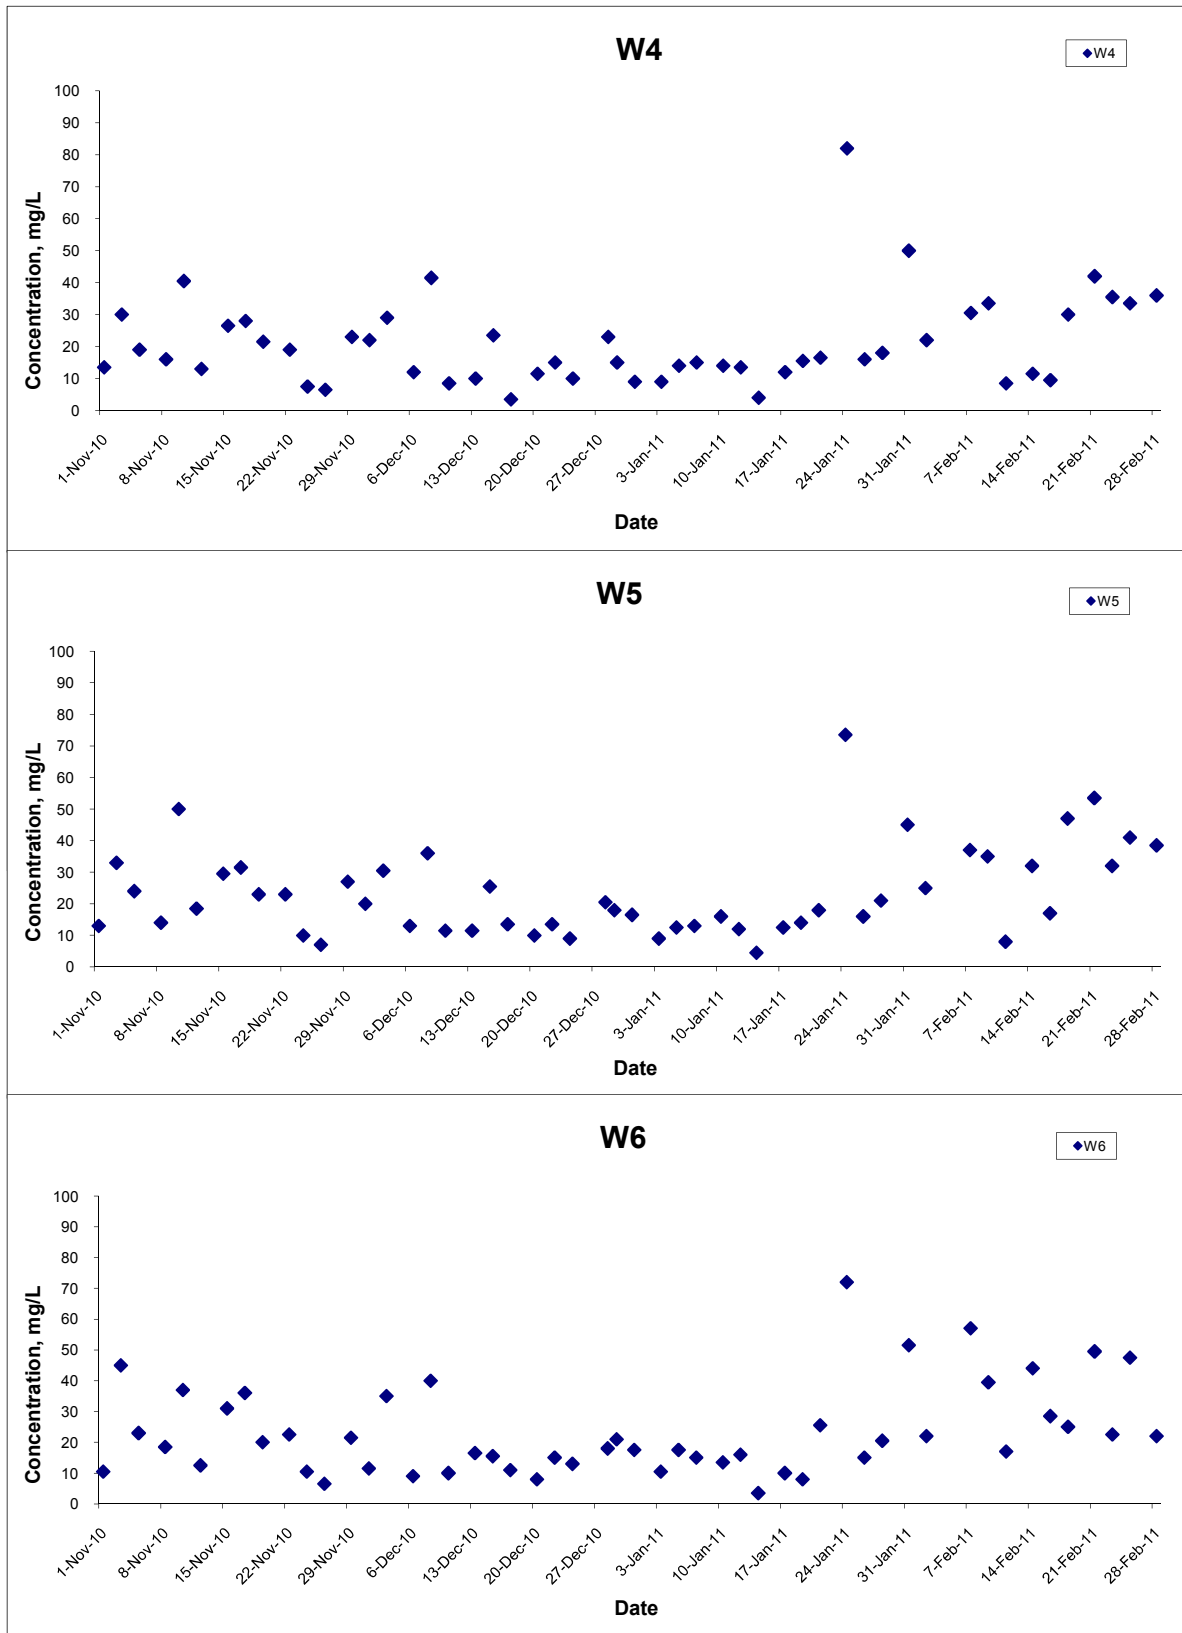 W4
W4
Concentration, mg/L
100
90
80
70
60
50
40
30
20
10
0
1-Nov-10
8-Nov-10
15-Nov-10
22-Nov-10
29-Nov-10
6-Dec-10
13-Dec-10
20-Dec-10
27-Dec-10
3-Jan-11
10-Jan-11
17-Jan-11
24-Jan-11
31-Jan-11
7-Feb-11
14-Feb-11
21-Feb-11
28-Feb-11
Date
W5
W5
Concentration, mg/L
100
90
80
70
60
50
40
30
20
10
0
1-Nov-10
8-Nov-10
15-Nov-10
22-Nov-10
29-Nov-10
6-Dec-10
13-Dec-10
20-Dec-10
27-Dec-10
3-Jan-11
10-Jan-11
17-Jan-11
24-Jan-11
31-Jan-11
7-Feb-11
14-Feb-11
21-Feb-11
28-Feb-11
Date
W6
W6
Concentration, mg/L
100
90
80
70
60
50
40
30
20
10
0
1-Nov-10
8-Nov-10
15-Nov-10
22-Nov-10
29-Nov-10
6-Dec-10
13-Dec-10
20-Dec-10
27-Dec-10
3-Jan-11
10-Jan-11
17-Jan-11
24-Jan-11
31-Jan-11
7-Feb-11
14-Feb-11
21-Feb-11
28-Feb-11
Date